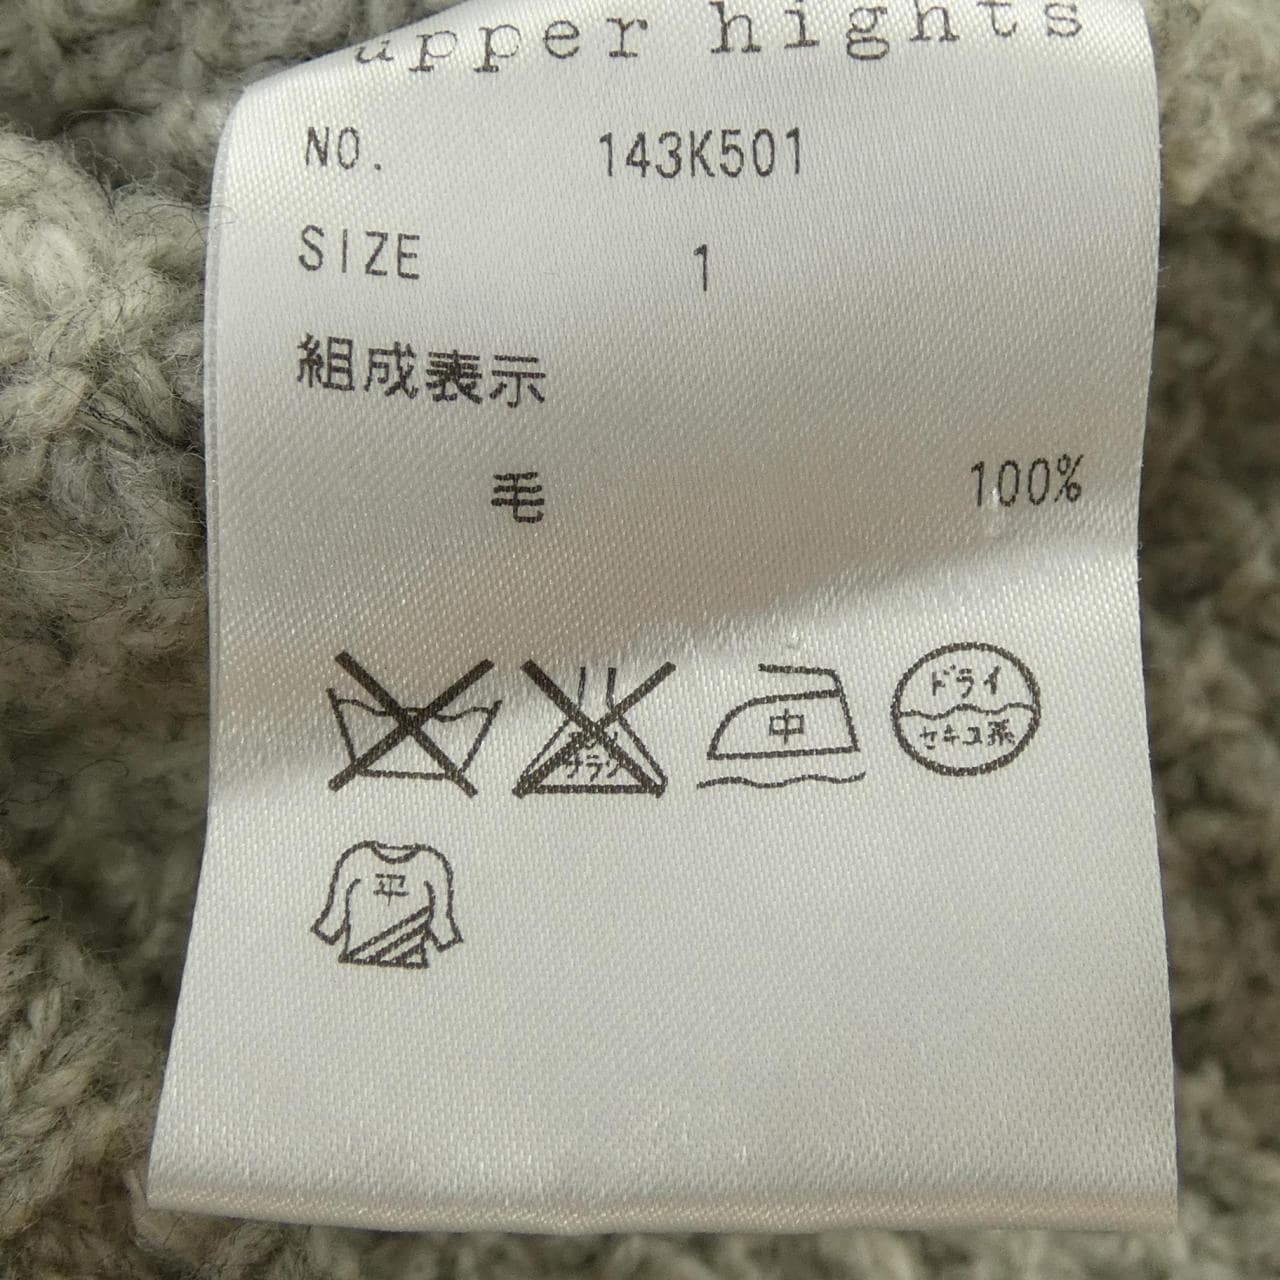 upper hights
NO. 143K501
SIZE 1
組成表示
毛 100%
中
ドライ
セキユ系
平